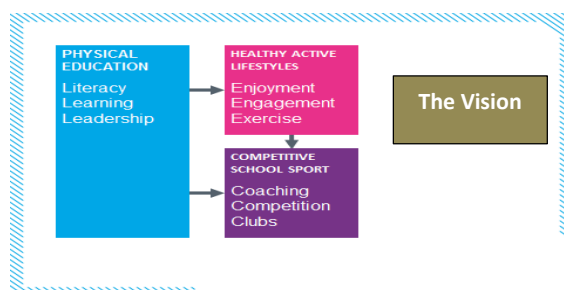 PHYSICAL
EDUCATION
Literacy
Learning
Leadership
HEALTHY ACTIVE
LIFESTYLES
Enjoyment
Engagement
Exercise
COMPETITIVE
SCHOOL SPORT
Coaching
Competition
Clubs
The Vision